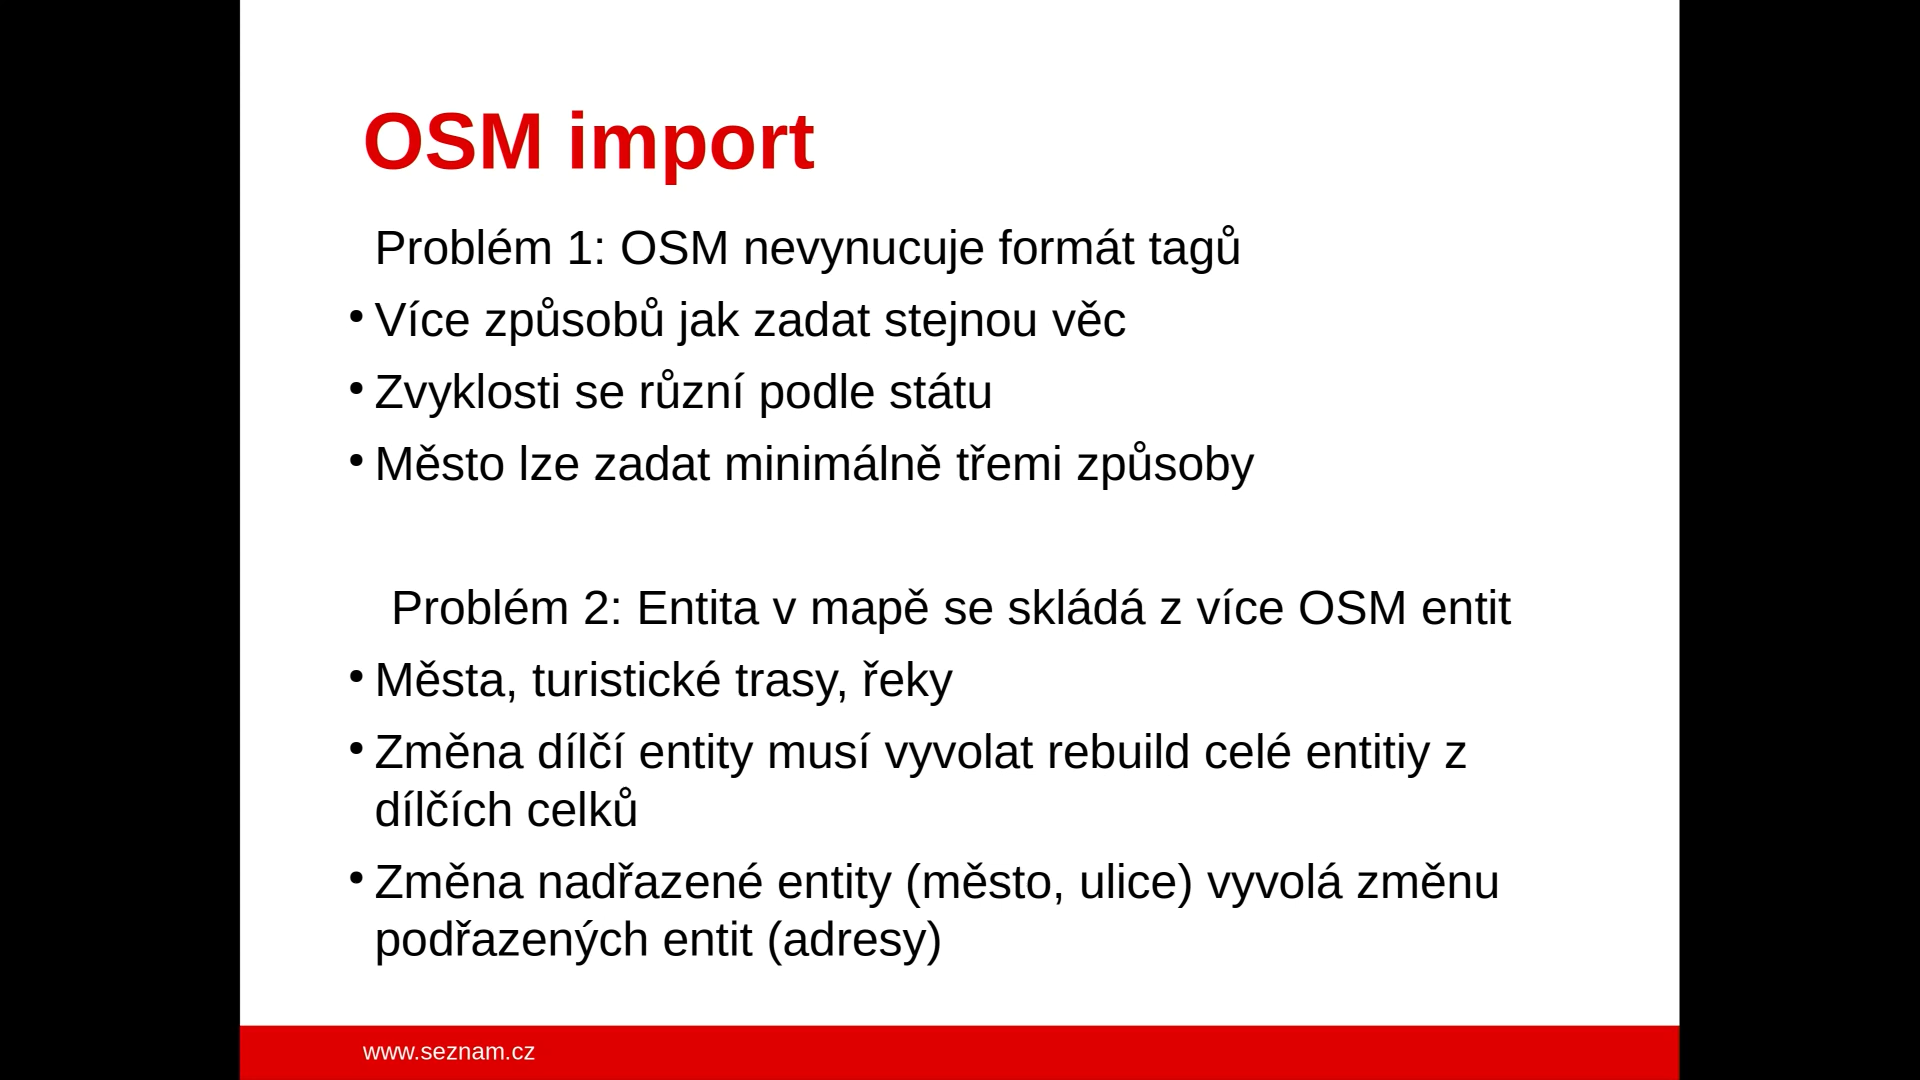 OSM import
Problém 1: OSM nevynucuje formát tagů
• Více způsobů jak zadat stejnou věc
• Zvyklosti se různí podle státu
• Město lze zadat minimálně třemi způsoby
Problém 2: Entita v mapě se skládá z více OSM entit
• Města, turistické trasy, řeky
• Změna dílčí entity musí vyvolat rebuild celé entitiy z
dílčích celků
• Změna nadřazené entity (město, ulice) vyvolá změnu
podřazených entit (adresy)
www.seznam.cz